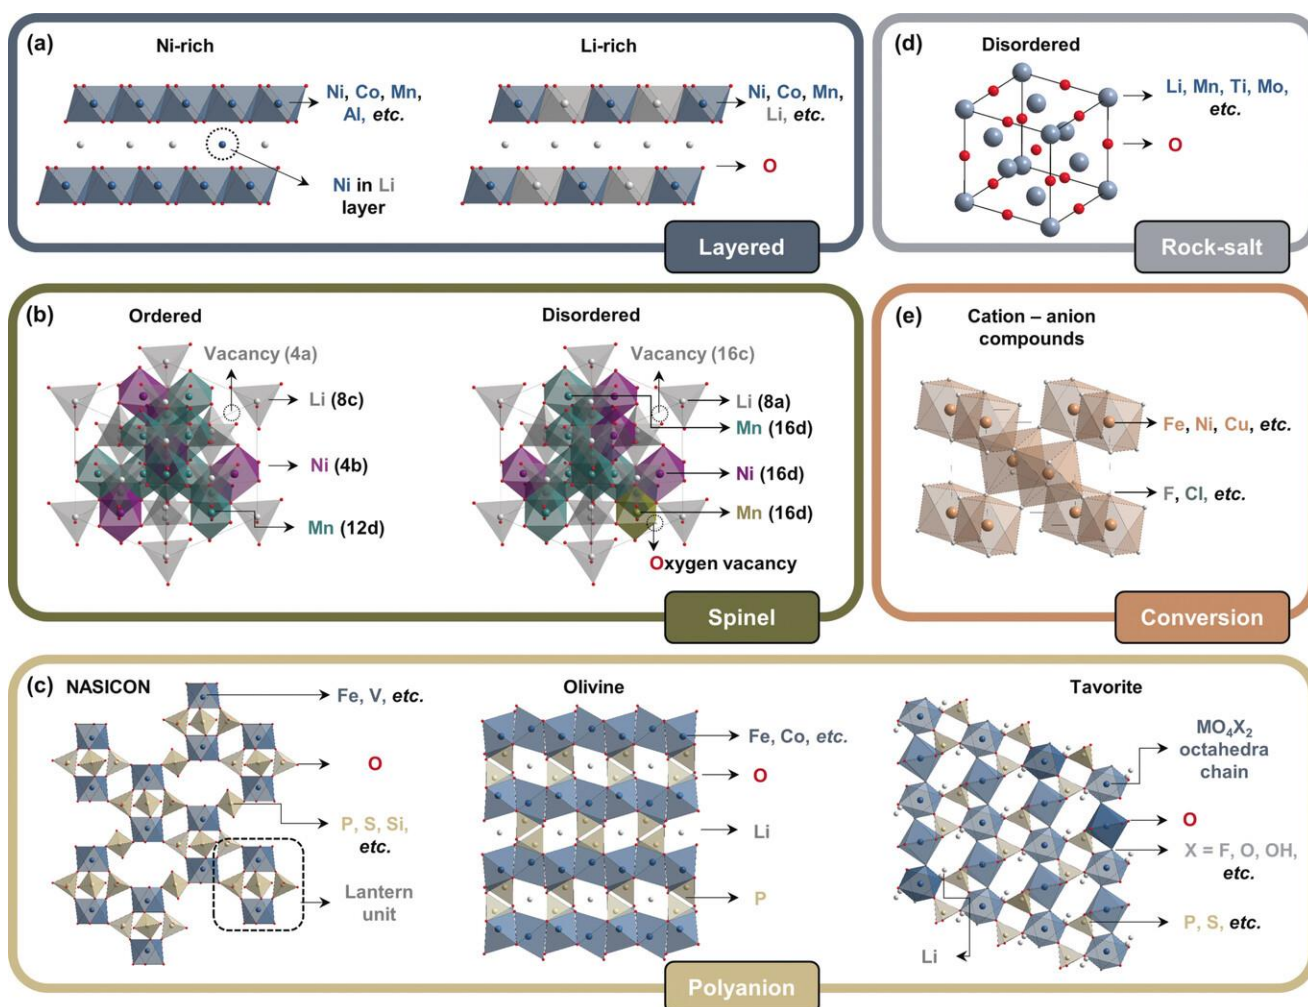 (a)
Ni-rich
Li-rich
Ni, Co, Mn,
Al, etc.
Ni in Li
layer
Ni, Co, Mn,
Li, etc.
O
Layered
(d)
Disordered
Li, Mn, Ti, Mo,
etc.
O
Rock-salt
(b)
Ordered
Vacancy (4a)
Li (8c)
Ni (4b)
Mn (12d)
Disordered
Vacancy (16c)
Li (8a)
Mn (16d)
Ni (16d)
Mn (16d)
Oxygen vacancy
Spinel
(e)
Cation – anion
compounds
Fe, Ni, Cu, etc.
F, Cl, etc.
Conversion
(c)
NASICON
Fe, V, etc.
O
P, S, Si,
etc.
Lantern
unit
Olivine
Fe, Co, etc.
O
Li
P
Tavorite
MO₄X₂
octahedra
chain
O
X = F, O, OH,
etc.
P, S, etc.
Li
Polyanion